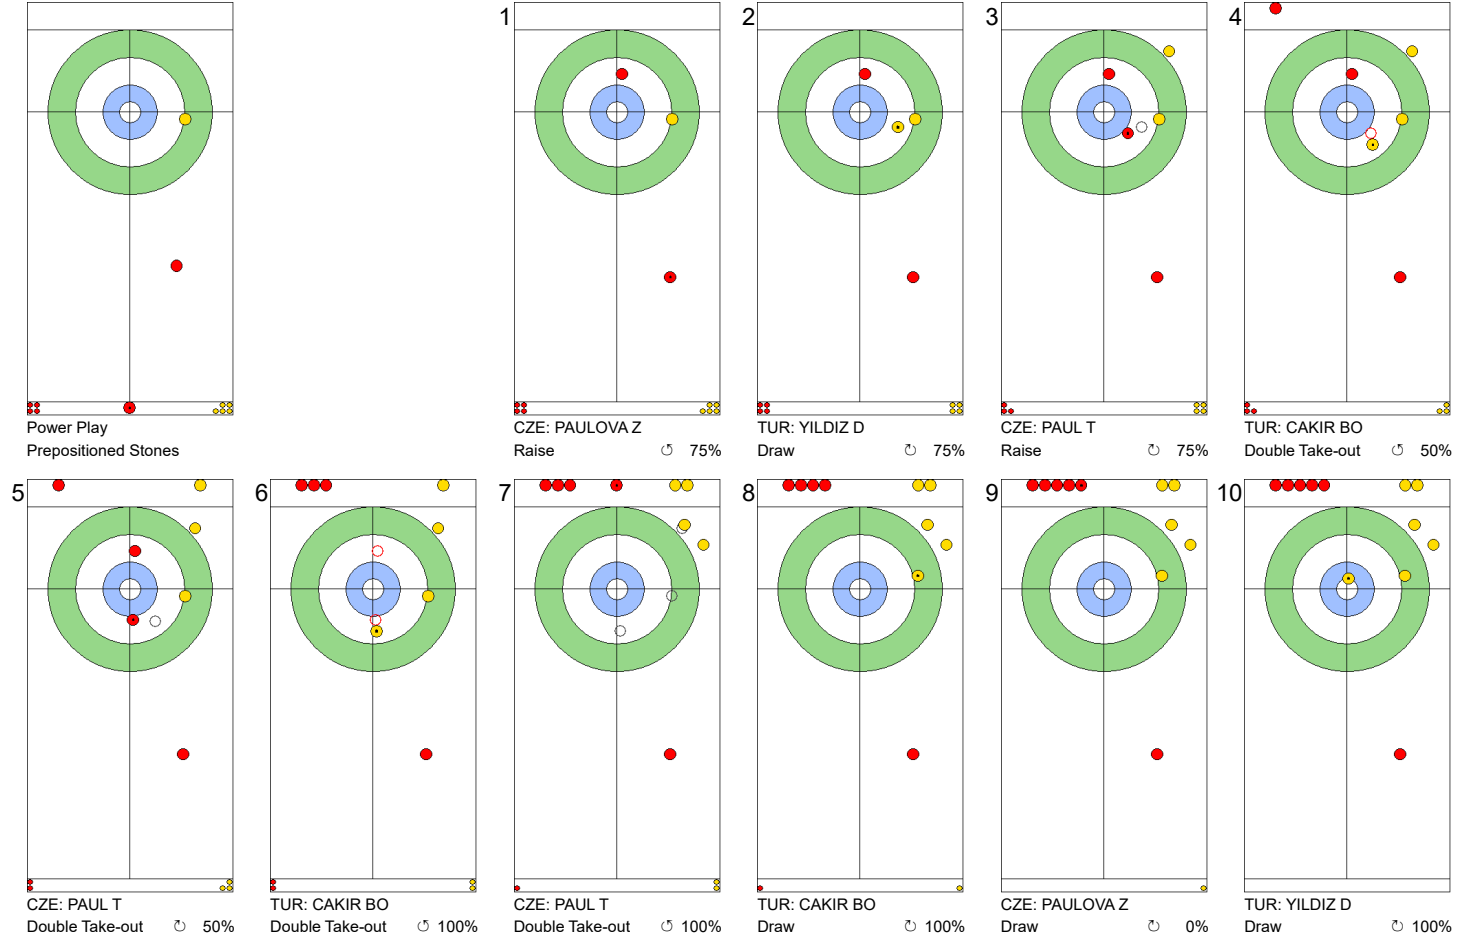 1
2
3
4
Power Play
Prepositioned Stones
CZE: PAULOVA Z
Raise ↺ 75%
TUR: YILDIZ D
Draw ↻ 75%
CZE: PAUL T
Raise ↻ 75%
TUR: CAKIR BO
Double Take-out ↺ 50%
5
6
7
8
9
10
CZE: PAUL T
Double Take-out ↻ 50%
TUR: CAKIR BO
Double Take-out ↺ 100%
CZE: PAUL T
Double Take-out ↺ 100%
TUR: CAKIR BO
Draw ↻ 100%
CZE: PAULOVA Z
Draw ↻ 0%
TUR: YILDIZ D
Draw ↻ 100%